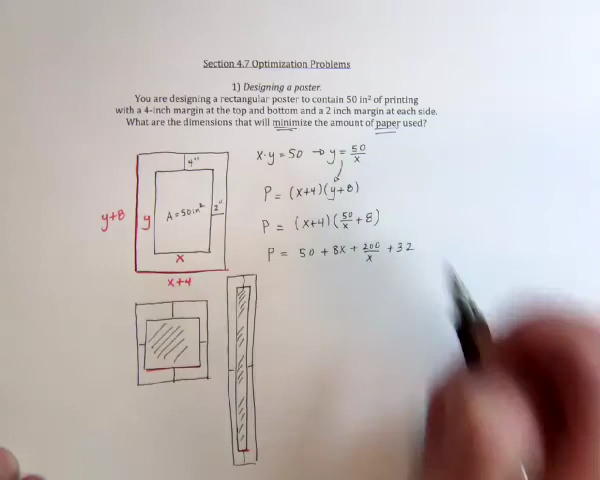 Section 4.7 Optimization Problems
1) Designing a poster.
You are designing a rectangular poster to contain 50 in² of printing
with a 4-inch margin at the top and bottom and a 2 inch margin at each side.
What are the dimensions that will minimize the amount of paper used?
x·y = 50 → y = 50/x
P = (x+4)(y+8)
P = (x+4)(50/x + 8)
P = 50 + 8x + 200/x + 32
4"
A = 50in²
2"
y+8
y
x
x+4